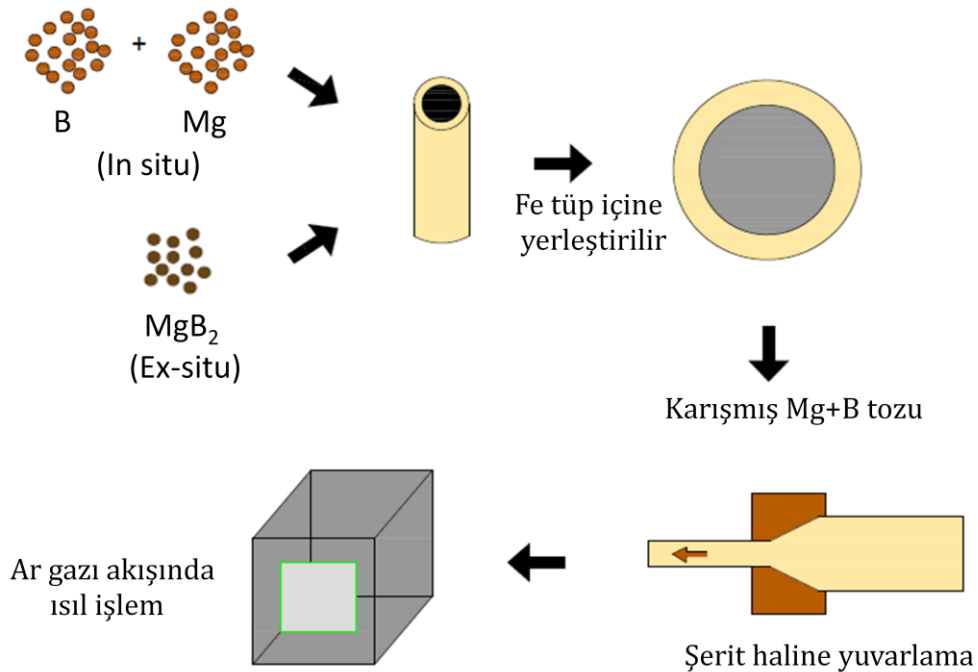 +
B
Mg
(In situ)
MgB₂
(Ex-situ)
Fe tüp içine
yerleştirilir
Karışmış Mg+B tozu
Şerit haline yuvarlama
Ar gazı akışında
ısıl işlem